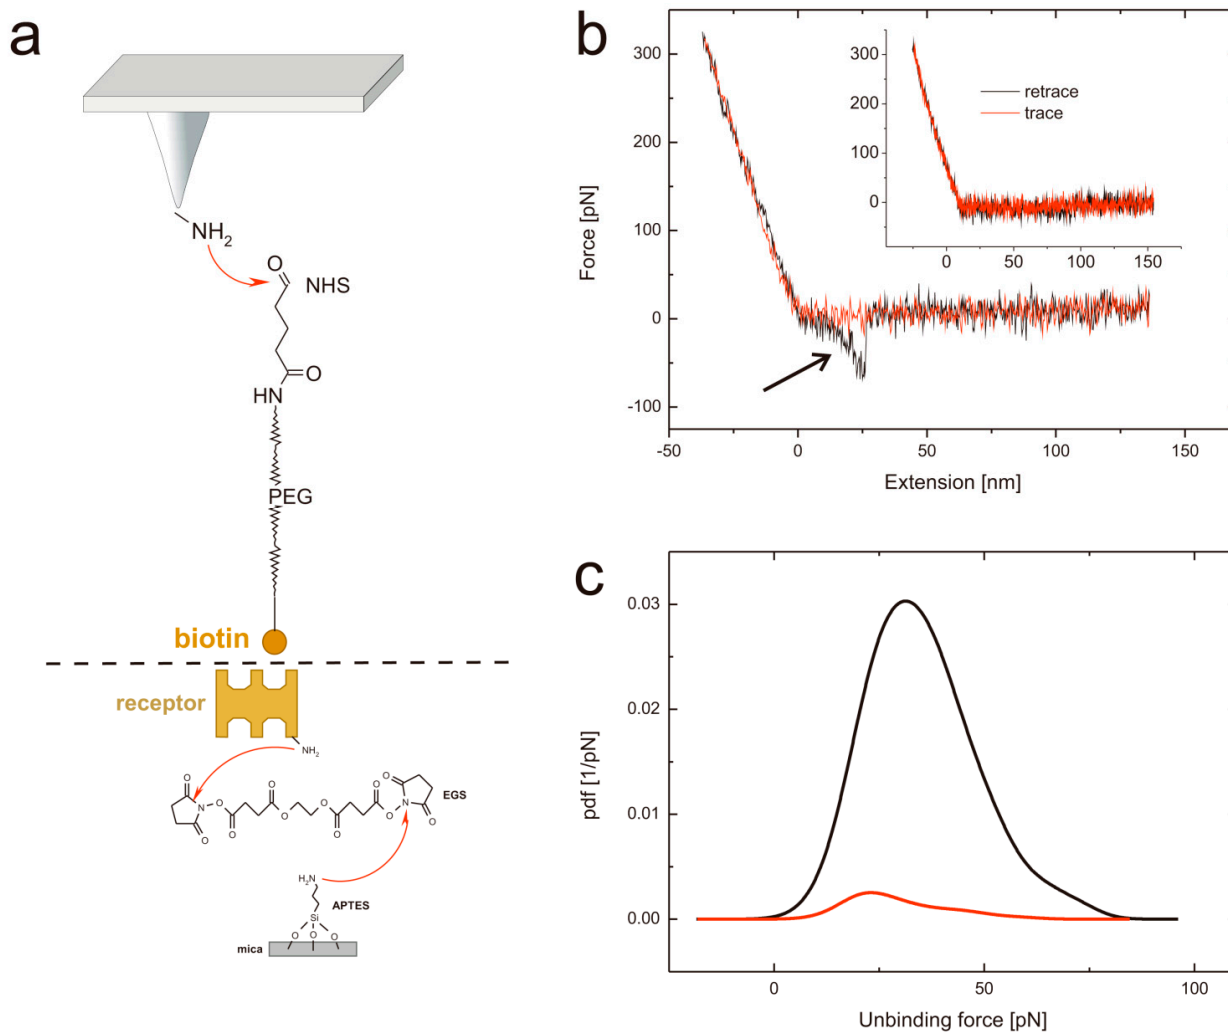 a
NH2
O
NHS
O
HN
PEG
biotin
receptor
NH2
O
N
O
O
O
O
O
O
O
O
O
O
O
N
O
EGS
H2N
APTES
Si
O
O
O
mica
b
300
200
100
0
-100
Force [pN]
-50
0
50
100
150
Extension [nm]
300
200
100
0
0
50
100
150
retrace
trace
c
0.03
0.02
0.01
0.00
pdf [1/pN]
0
50
100
Unbinding force [pN]